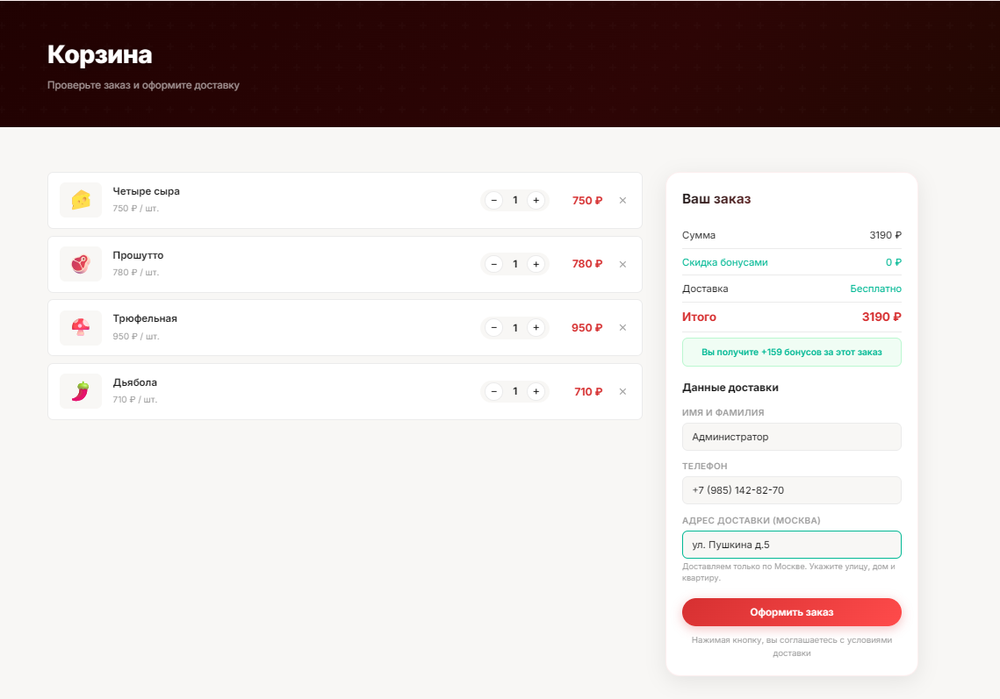 Корзина
Проверьте заказ и оформите доставку
Четыре сыра
750 ₽ / шт.
− 1 + 750 ₽ ×
Прошутто
780 ₽ / шт.
− 1 + 780 ₽ ×
Трюфельная
950 ₽ / шт.
− 1 + 950 ₽ ×
Дьябола
710 ₽ / шт.
− 1 + 710 ₽ ×
Ваш заказ
Сумма 3190 ₽
Скидка бонусами 0 ₽
Доставка Бесплатно
Итого 3190 ₽
Вы получите +159 бонусов за этот заказ
Данные доставки
ИМЯ И ФАМИЛИЯ
Администратор
ТЕЛЕФОН
+7 (985) 142-82-70
АДРЕС ДОСТАВКИ (МОСКВА)
ул. Пушкина д.5
Доставляем только по Москве. Укажите улицу, дом и
квартиру.
Оформить заказ
Нажимая кнопку, вы соглашаетесь с условиями
доставки